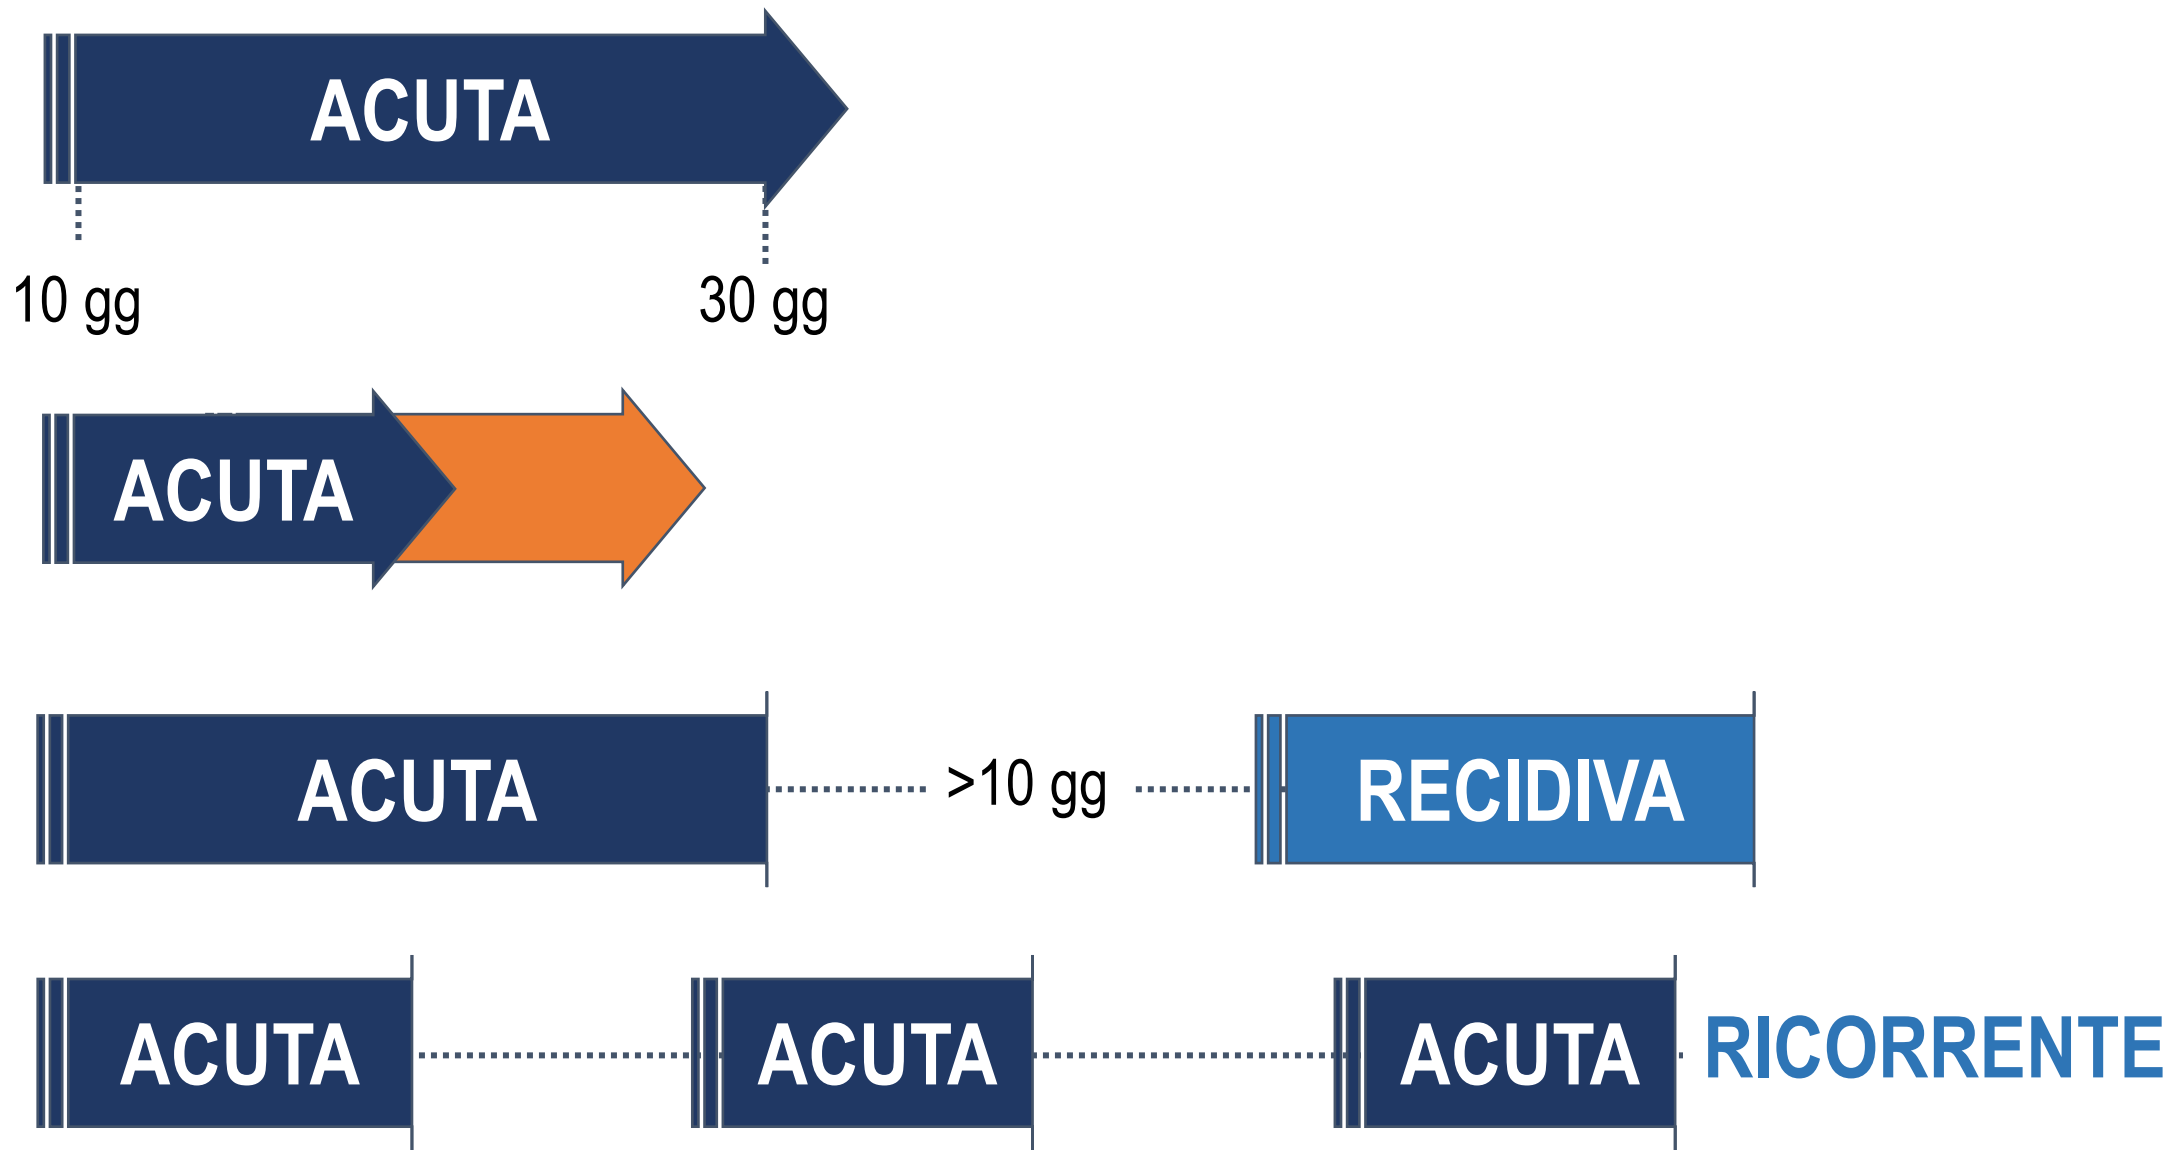 ACUTA
10 gg
30 gg
ACUTA
ACUTA
>10 gg
RECIDIVA
ACUTA
ACUTA
ACUTA
RICORRENTE